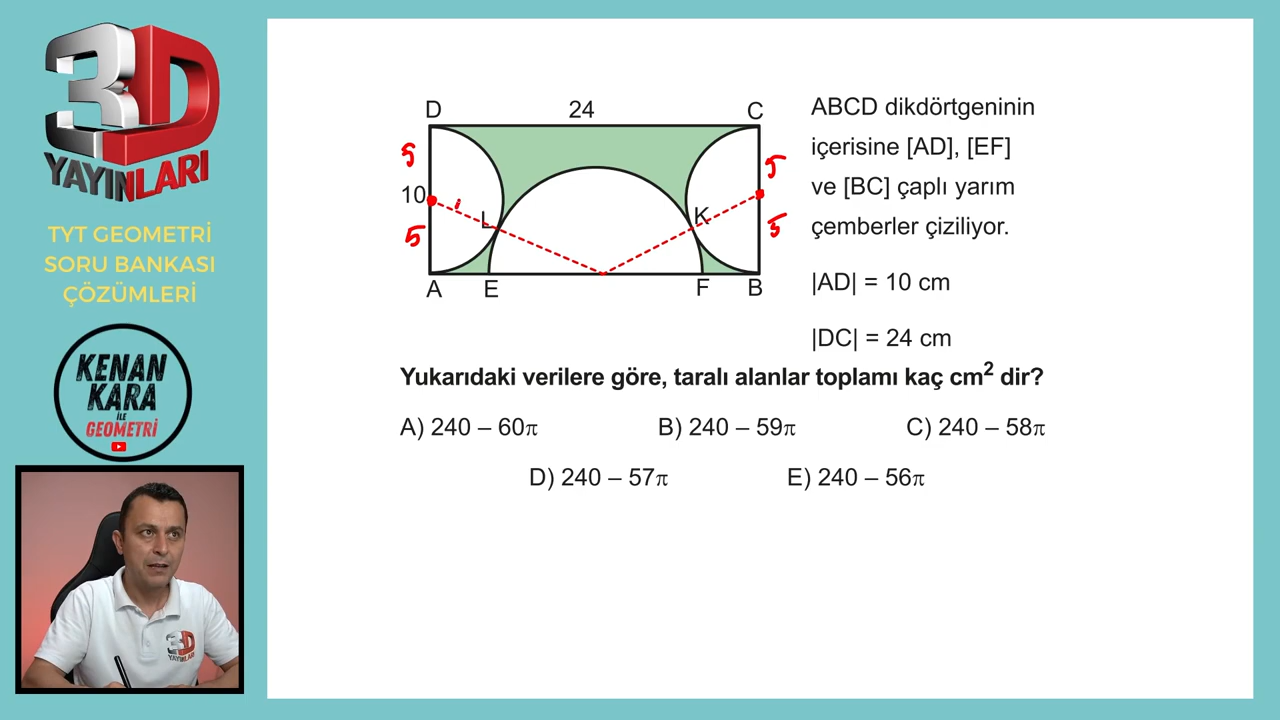 3D
YAYINLARI
TYT GEOMETRİ
SORU BANKASI
ÇÖZÜMLERİ
KENAN
KARA
İLE
GEOMETRİ
3D
YAYINLARI
D 24 C
5 5
10
L K
5 5
A E F B
ABCD dikdörtgeninin
içerisine [AD], [EF]
ve [BC] çaplı yarım
çemberler çiziliyor.
|AD| = 10 cm
|DC| = 24 cm
Yukarıdaki verilere göre, taralı alanlar toplamı kaç cm² dir?
A) 240 – 60π B) 240 – 59π C) 240 – 58π
D) 240 – 57π E) 240 – 56π